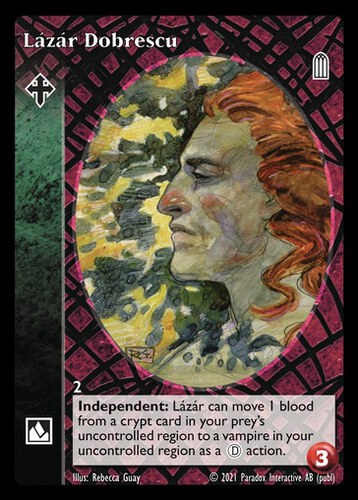 Lázár Dobrescu
2
Independent: Lázár can move 1 blood
from a crypt card in your prey's
uncontrolled region to a vampire in your
uncontrolled region as a Ⓓ action.
3
Illus: Rebecca Guay © 2021 Paradox Interactive AB (publ)